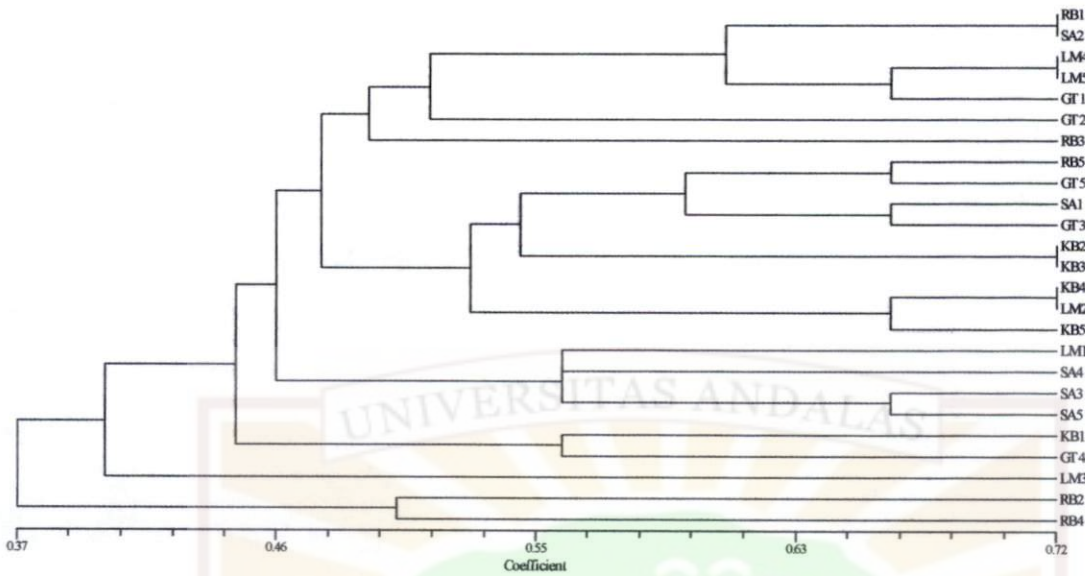 RB1
SA2
LM4
LM5
GT1
GT2
RB3
RB5
GT5
SA1
GT3
KB2
KB3
KB4
LM2
KB5
LM1
SA4
SA3
SA5
KB1
GT4
LM3
RB2
RB4
UNIVERSITAS ANDALAS
0.37 0.46 0.55 0.63 0.72
Coefficient